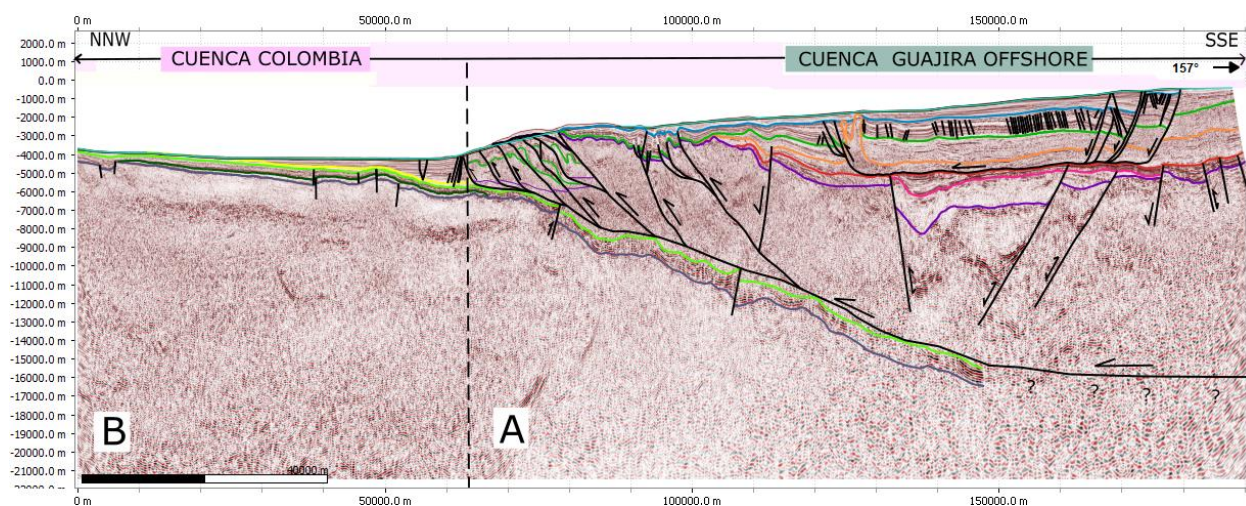 0 m 50000.0 m 100000.0 m 150000.0 m
NNW SSE
CUENCA COLOMBIA CUENCA GUAJIRA OFFSHORE
157°
2000.0 m
1000.0 m
0.0 m
-1000.0 m
-2000.0 m
-3000.0 m
-4000.0 m
-5000.0 m
-6000.0 m
-7000.0 m
-8000.0 m
-9000.0 m
-10000.0 m
-11000.0 m
-12000.0 m
-13000.0 m
-14000.0 m
-15000.0 m
-16000.0 m
-17000.0 m
-18000.0 m
-19000.0 m
-20000.0 m
-21000.0 m
? ? ? ?
B A
40000 m
0 m 50000.0 m 100000.0 m 150000.0 m